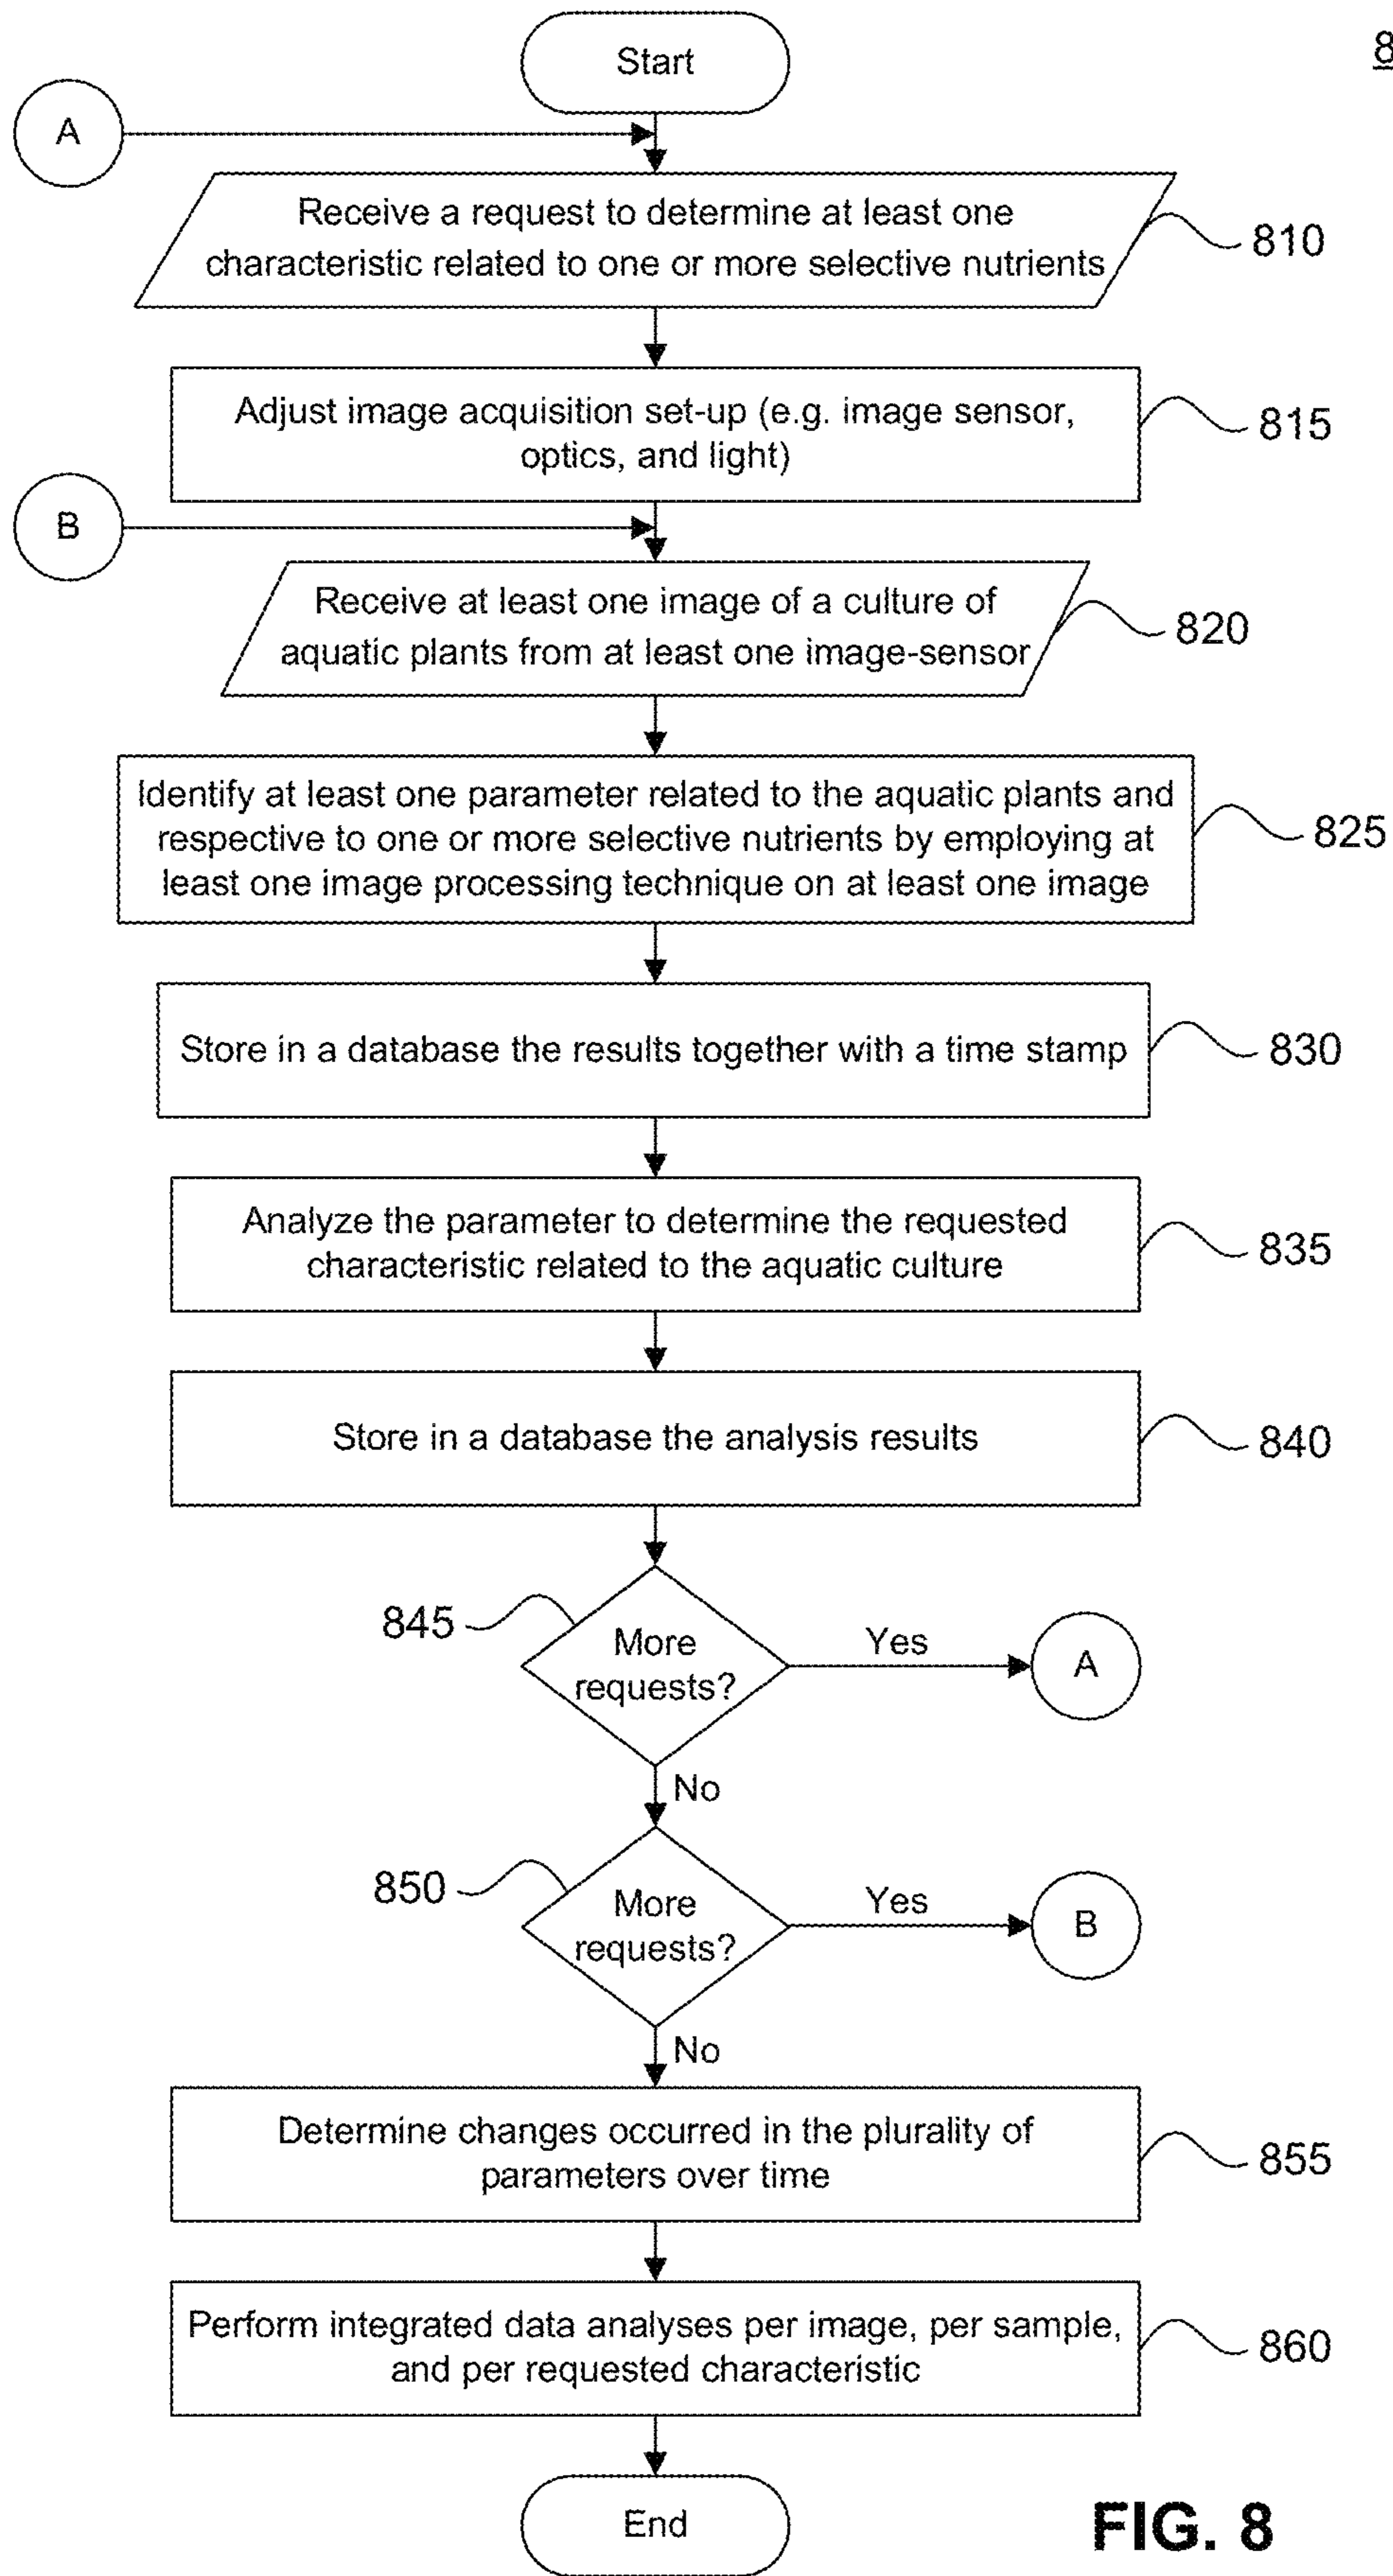 8
Start
A
Receive a request to determine at least one
characteristic related to one or more selective nutrients
810
Adjust image acquisition set-up (e.g. image sensor,
optics, and light)
815
B
Receive at least one image of a culture of
aquatic plants from at least one image-sensor
820
Identify at least one parameter related to the aquatic plants and
respective to one or more selective nutrients by employing at
least one image processing technique on at least one image
825
Store in a database the results together with a time stamp
830
Analyze the parameter to determine the requested
characteristic related to the aquatic culture
835
Store in a database the analysis results
840
845
More
requests?
Yes
A
No
850
More
requests?
Yes
B
No
Determine changes occurred in the plurality of
parameters over time
855
Perform integrated data analyses per image, per sample,
and per requested characteristic
860
End
FIG. 8